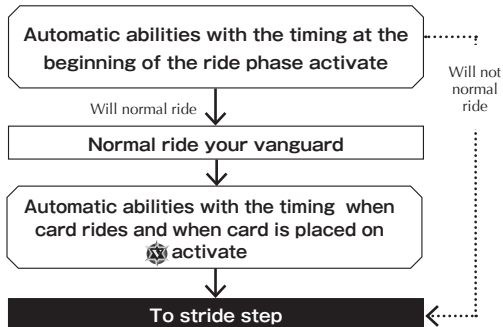 Automatic abilities with the timing at the
beginning of the ride phase activate
Will not
normal
ride
Will normal ride
Normal ride your vanguard
Automatic abilities with the timing when
card rides and when card is placed on
activate
To stride step